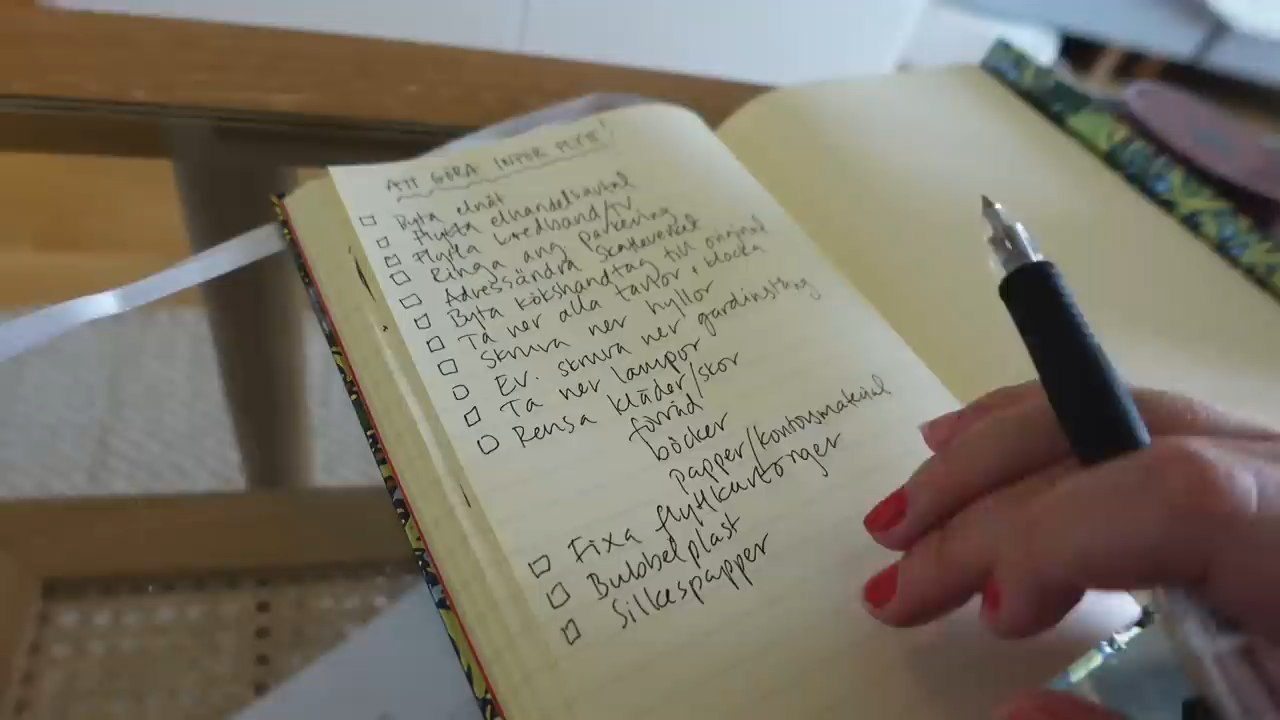 ATT GÖRA INFÖR FLYTT!
Byta elnät
Flytta elhandelsavtal
Flytta bredband/TV
Ringa ang parkering
Adressändra Skatteverket
Byta kökshandtag till original
Ta ner alla tavlor + klocka
Skruva ner hyllor
Ev. skruva ner gardinstång
Ta ner lampor
Rensa kläder/skor
förråd
böcker
papper/kontorsmaterial
Fixa flyttkartonger
Bubbelplast
Silkespapper